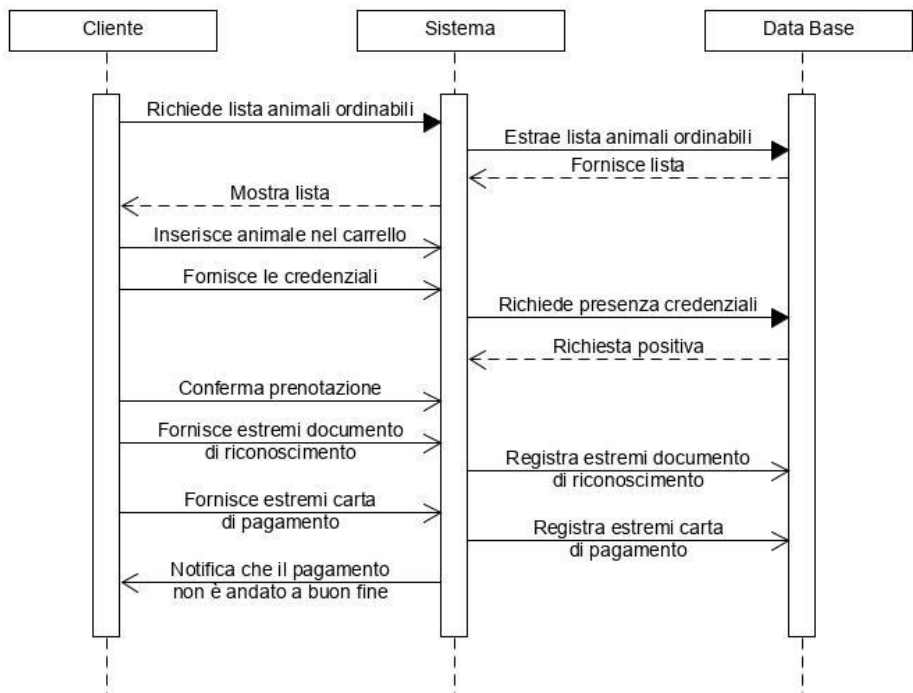 Cliente
Sistema
Data Base
Richiede lista animali ordinabili
Estrae lista animali ordinabili
Fornisce lista
Mostra lista
Inserisce animale nel carrello
Fornisce le credenziali
Richiede presenza credenziali
Richiesta positiva
Conferma prenotazione
Fornisce estremi documento
di riconoscimento
Registra estremi documento
di riconoscimento
Fornisce estremi carta
di pagamento
Registra estremi carta
di pagamento
Notifica che il pagamento
non è andato a buon fine